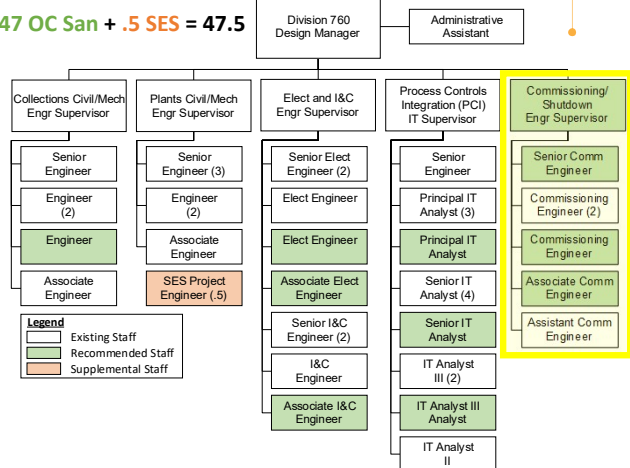 47 OC San + .5 SES = 47.5
Division 760
Design Manager
Administrative
Assistant
Collections Civil/Mech
Engr Supervisor
Plants Civil/Mech
Engr Supervisor
Elect and I&C
Engr Supervisor
Process Controls
Integration (PCI)
IT Supervisor
Commissioning/
Shutdown
Engr Supervisor
Senior
Engineer
Engineer
(2)
Engineer
Associate
Engineer
Senior
Engineer (3)
Engineer
(2)
Associate
Engineer
SES Project
Engineer (.5)
Senior Elect
Engineer (2)
Elect Engineer
Elect Engineer
Associate Elect
Engineer
Senior I&C
Engineer (2)
I&C
Engineer
Associate I&C
Engineer
Senior
Engineer
Principal IT
Analyst (3)
Principal IT
Analyst
Senior IT
Analyst (4)
Senior IT
Analyst
IT Analyst
III (2)
IT Analyst III
Analyst
IT Analyst
II
Senior Comm
Engineer
Commissioning
Engineer (2)
Commissioning
Engineer
Associate Comm
Engineer
Assistant Comm
Engineer
Legend
Existing Staff
Recommended Staff
Supplemental Staff